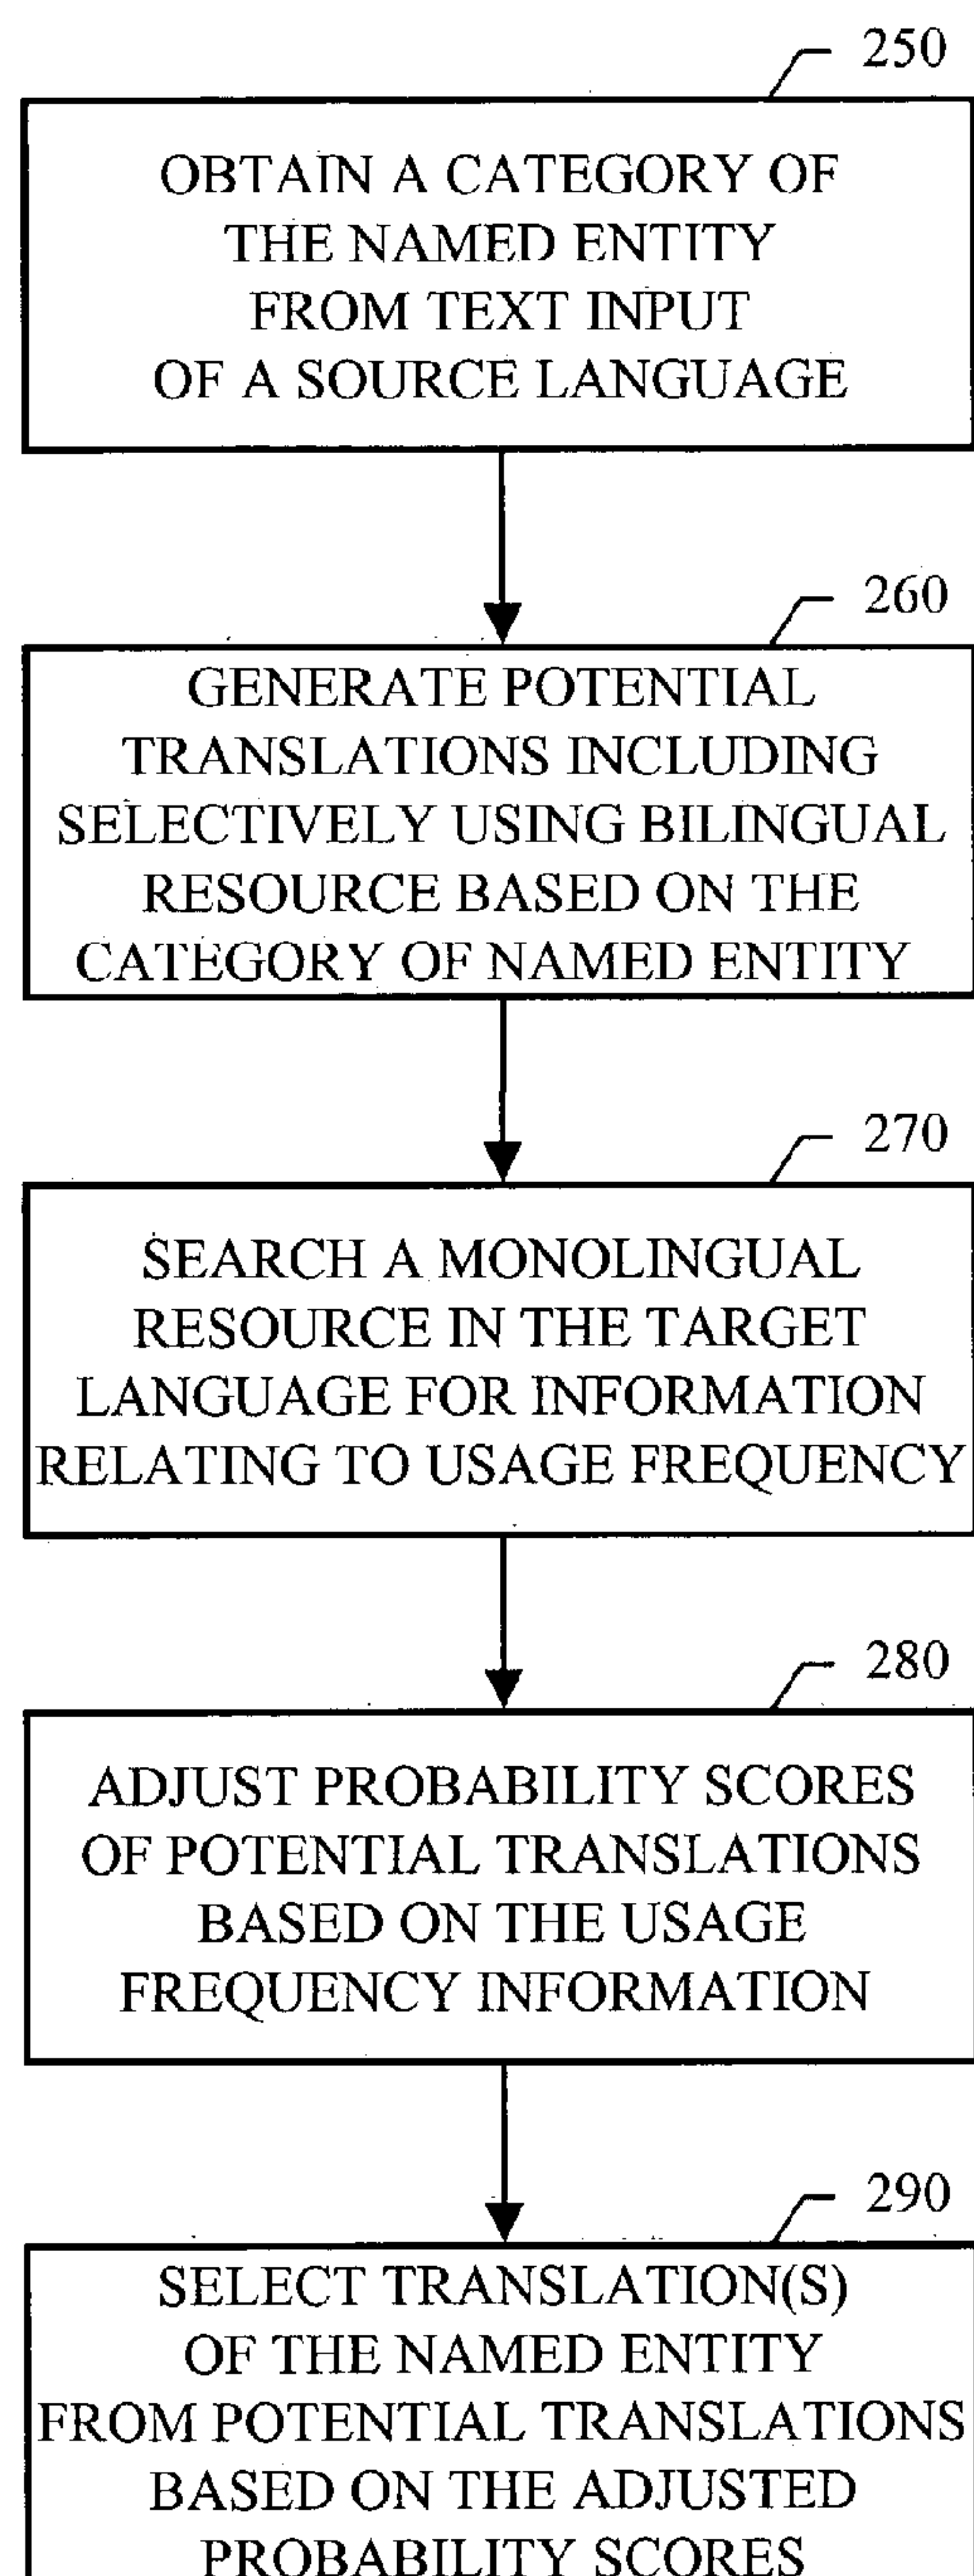 250
OBTAIN A CATEGORY OF
THE NAMED ENTITY
FROM TEXT INPUT
OF A SOURCE LANGUAGE
260
GENERATE POTENTIAL
TRANSLATIONS INCLUDING
SELECTIVELY USING BILINGUAL
RESOURCE BASED ON THE
CATEGORY OF NAMED ENTITY
270
SEARCH A MONOLINGUAL
RESOURCE IN THE TARGET
LANGUAGE FOR INFORMATION
RELATING TO USAGE FREQUENCY
280
ADJUST PROBABILITY SCORES
OF POTENTIAL TRANSLATIONS
BASED ON THE USAGE
FREQUENCY INFORMATION
290
SELECT TRANSLATION(S)
OF THE NAMED ENTITY
FROM POTENTIAL TRANSLATIONS
BASED ON THE ADJUSTED
PROBABILITY SCORES